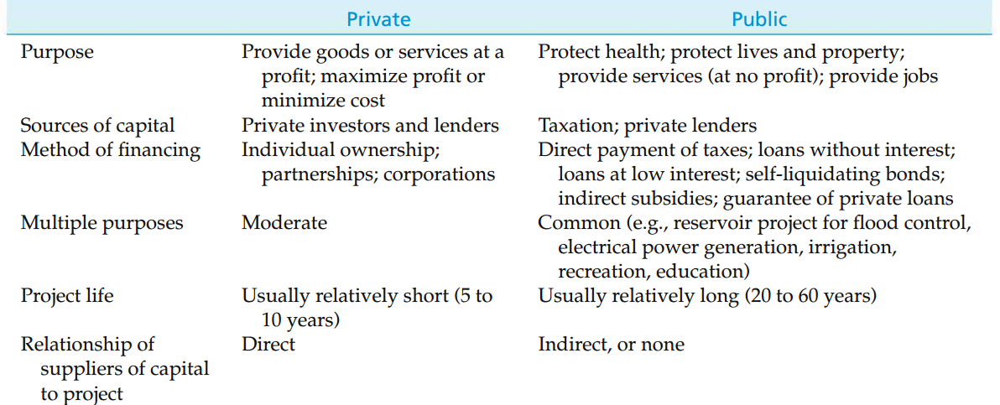 Private Public
Purpose Provide goods or services at a Protect health; protect lives and property;
profit; maximize profit or provide services (at no profit); provide jobs
minimize cost
Sources of capital Private investors and lenders Taxation; private lenders
Method of financing Individual ownership; Direct payment of taxes; loans without interest;
partnerships; corporations loans at low interest; self-liquidating bonds;
indirect subsidies; guarantee of private loans
Multiple purposes Moderate Common (e.g., reservoir project for flood control,
electrical power generation, irrigation,
recreation, education)
Project life Usually relatively short (5 to Usually relatively long (20 to 60 years)
10 years)
Relationship of Direct Indirect, or none
suppliers of capital
to project